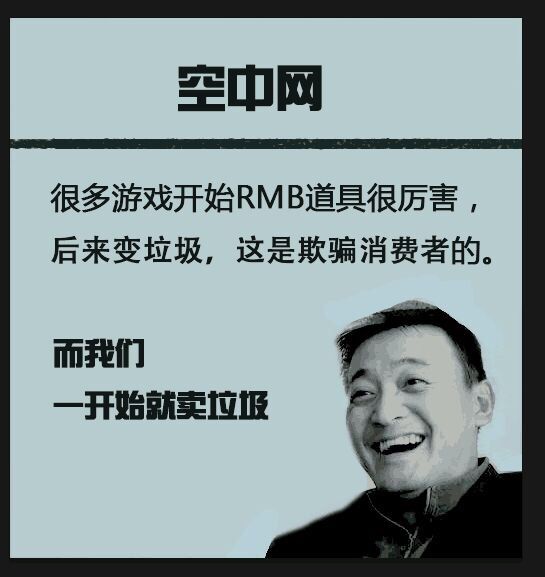 空中网
很多游戏开始RMB道具很厉害，
后来变垃圾，这是欺骗消费者的。
而我们
一开始就卖垃圾